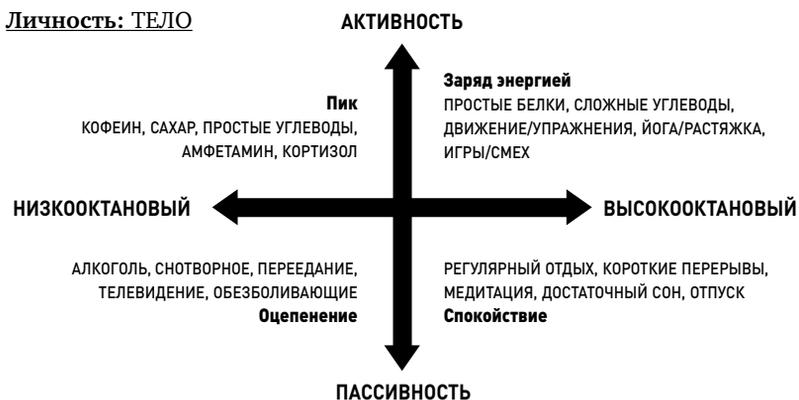 Личность: ТЕЛО
АКТИВНОСТЬ
Пик
КОФЕИН, САХАР, ПРОСТЫЕ УГЛЕВОДЫ,
АМФЕТАМИН, КОРТИЗОЛ
Заряд энергией
ПРОСТЫЕ БЕЛКИ, СЛОЖНЫЕ УГЛЕВОДЫ,
ДВИЖЕНИЕ/УПРАЖНЕНИЯ, ЙОГА/РАСТЯЖКА,
ИГРЫ/СМЕХ
НИЗКООКТАНОВЫЙ
ВЫСОКООКТАНОВЫЙ
АЛКОГОЛЬ, СНОТВОРНОЕ, ПЕРЕЕДАНИЕ,
ТЕЛЕВИДЕНИЕ, ОБЕЗБОЛИВАЮЩИЕ
Оцепенение
РЕГУЛЯРНЫЙ ОТДЫХ, КОРОТКИЕ ПЕРЕРЫВЫ,
МЕДИТАЦИЯ, ДОСТАТОЧНЫЙ СОН, ОТПУСК
Спокойствие
ПАССИВНОСТЬ